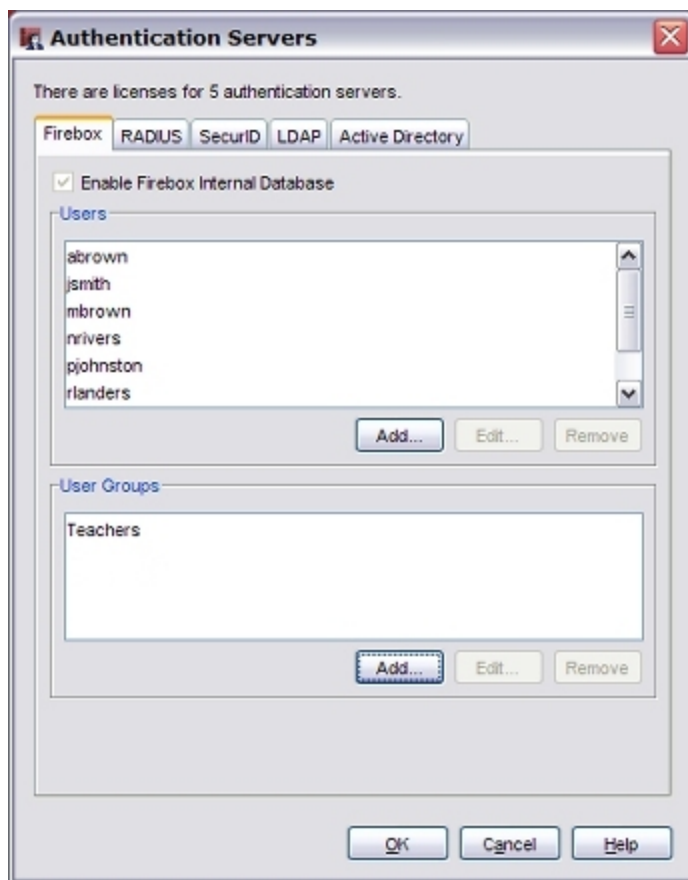 Authentication Servers
There are licenses for 5 authentication servers.
Firebox RADIUS SecurID LDAP Active Directory
Enable Firebox Internal Database
Users
abrown
jsmith
mbrown
nrivers
pjohnston
rlanders
Add... Edit... Remove
User Groups
Teachers
Add... Edit... Remove
OK Cancel Help